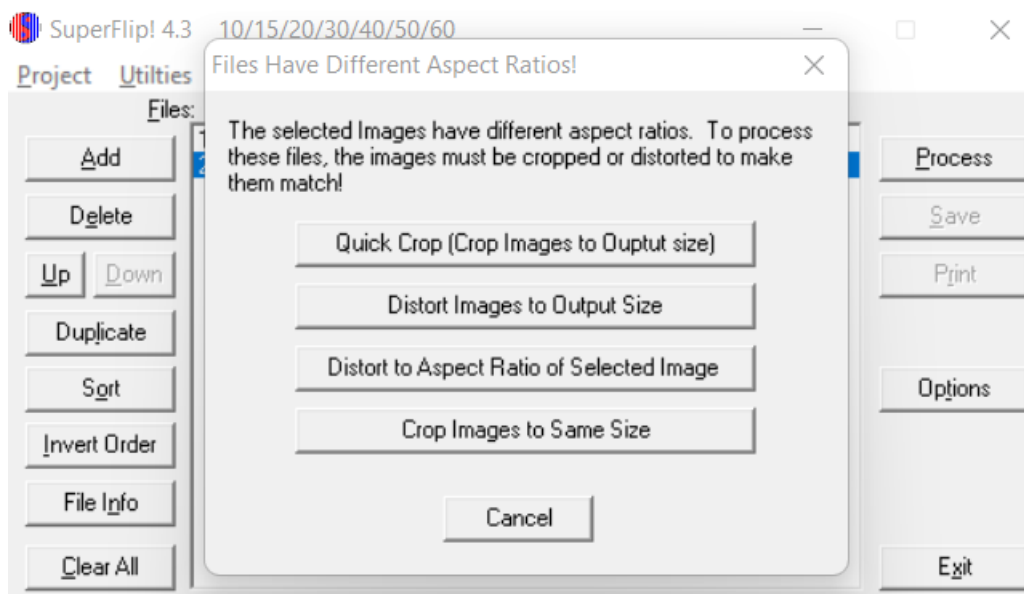 SuperFlip! 4.3 10/15/20/30/40/50/60
Project Utilties
Files Have Different Aspect Ratios!
Files:
The selected Images have different aspect ratios. To process
these files, the images must be cropped or distorted to make
them match!
Quick Crop (Crop Images to Ouptut size)
Distort Images to Output Size
Distort to Aspect Ratio of Selected Image
Crop Images to Same Size
Cancel
Add
Delete
Up Down
Duplicate
Sort
Invert Order
File Info
Clear All
Process
Save
Print
Options
Exit